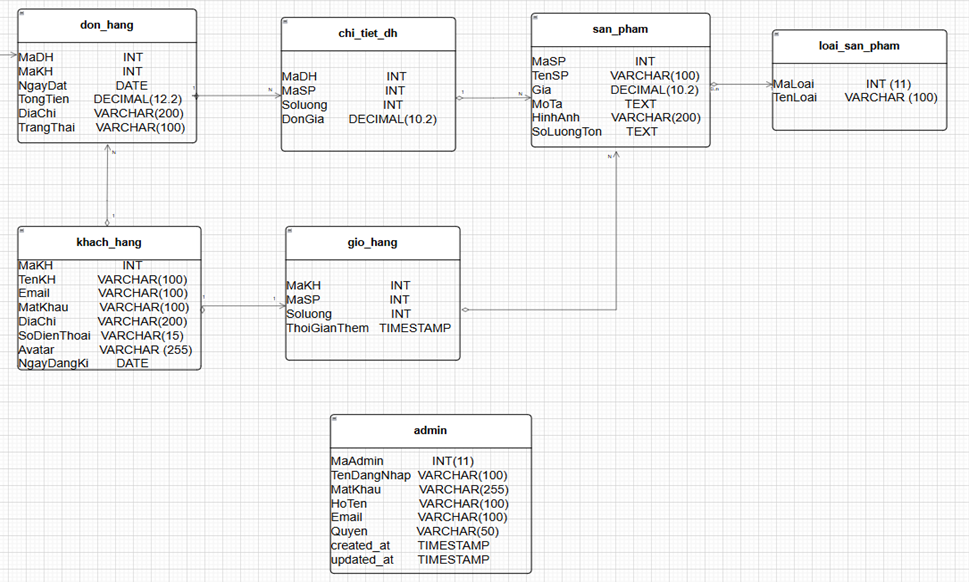 don_hang
MaDH INT
MaKH INT
NgayDat DATE
TongTien DECIMAL(12.2)
DiaChi VARCHAR(200)
TrangThai VARCHAR(100)
chi_tiet_dh
MaDH INT
MaSP INT
Soluong INT
DonGia DECIMAL(10.2)
san_pham
MaSP INT
TenSP VARCHAR(100)
Gia DECIMAL(10.2)
MoTa TEXT
HinhAnh VARCHAR(200)
SoLuongTon TEXT
loai_san_pham
MaLoai INT (11)
TenLoai VARCHAR (100)
1
N
1
N
N
1
N
khach_hang
MaKH INT
TenKH VARCHAR(100)
Email VARCHAR(100)
MatKhau VARCHAR(100)
DiaChi VARCHAR(200)
SoDienThoai VARCHAR(15)
Avatar VARCHAR (255)
NgayDangKi DATE
1
1
gio_hang
MaKH INT
MaSP INT
Soluong INT
ThoiGianThem TIMESTAMP
admin
MaAdmin INT(11)
TenDangNhap VARCHAR(100)
MatKhau VARCHAR(255)
HoTen VARCHAR(100)
Email VARCHAR(100)
Quyen VARCHAR(50)
created_at TIMESTAMP
updated_at TIMESTAMP